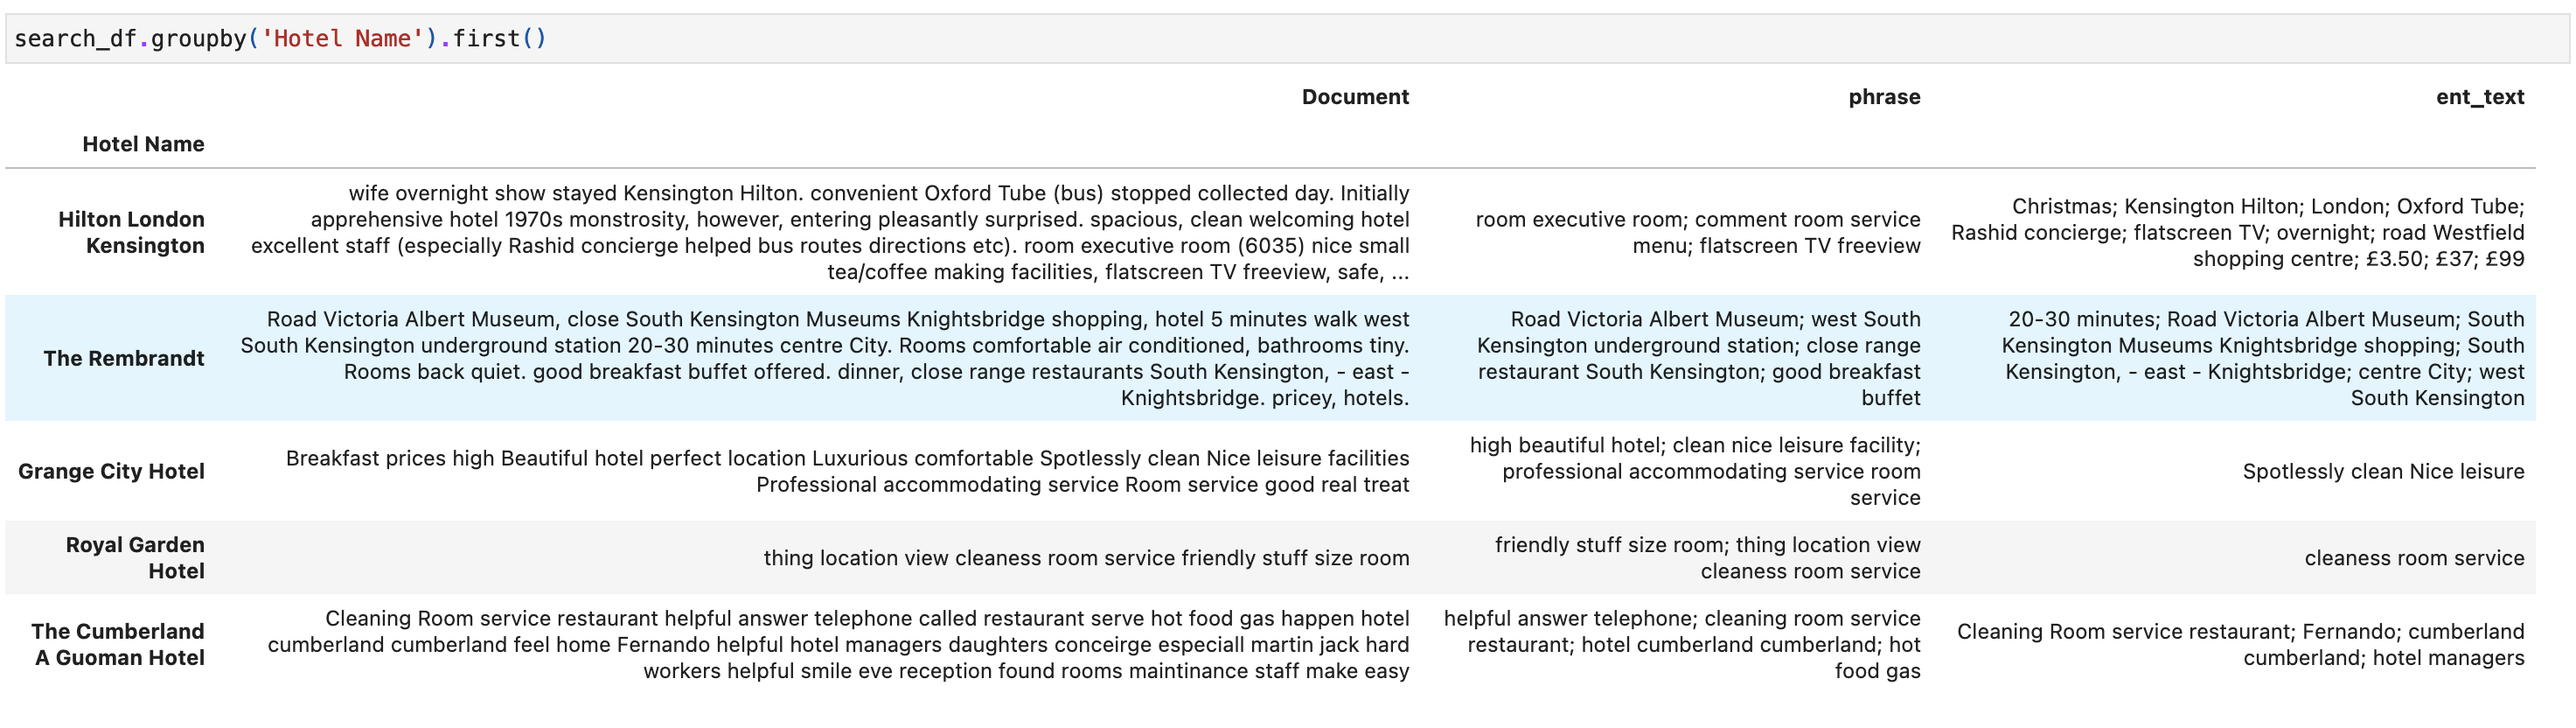 search_df.groupby('Hotel Name').first()
Document phrase ent_text
Hotel Name
Hilton London
Kensington
wife overnight show stayed Kensington Hilton. convenient Oxford Tube (bus) stopped collected day. Initially
apprehensive hotel 1970s monstrosity, however, entering pleasantly surprised. spacious, clean welcoming hotel
excellent staff (especially Rashid concierge helped bus routes directions etc). room executive room (6035) nice small
tea/coffee making facilities, flatscreen TV freeview, safe, ...
room executive room; comment room service
menu; flatscreen TV freeview
Christmas; Kensington Hilton; London; Oxford Tube;
Rashid concierge; flatscreen TV; overnight; road Westfield
shopping centre; £3.50; £37; £99
The Rembrandt
Road Victoria Albert Museum, close South Kensington Museums Knightsbridge shopping, hotel 5 minutes walk west
South Kensington underground station 20-30 minutes centre City. Rooms comfortable air conditioned, bathrooms tiny.
Rooms back quiet. good breakfast buffet offered. dinner, close range restaurants South Kensington, - east -
Knightsbridge. pricey, hotels.
Road Victoria Albert Museum; west South
Kensington underground station; close range
restaurant South Kensington; good breakfast
buffet
20-30 minutes; Road Victoria Albert Museum; South
Kensington Museums Knightsbridge shopping; South
Kensington, - east - Knightsbridge; centre City; west
South Kensington
Grange City Hotel
Breakfast prices high Beautiful hotel perfect location Luxurious comfortable Spotlessly clean Nice leisure facilities
Professional accommodating service Room service good real treat
high beautiful hotel; clean nice leisure facility;
professional accommodating service room
service
Spotlessly clean Nice leisure
Royal Garden
Hotel
thing location view cleaness room service friendly stuff size room
friendly stuff size room; thing location view
cleaness room service
cleaness room service
The Cumberland
A Guoman Hotel
Cleaning Room service restaurant helpful answer telephone called restaurant serve hot food gas happen hotel
cumberland cumberland feel home Fernando helpful hotel managers daughters conceirge especiall martin jack hard
workers helpful smile eve reception found rooms maintinance staff make easy
helpful answer telephone; cleaning room service
restaurant; hotel cumberland cumberland; hot
food gas
Cleaning Room service restaurant; Fernando; cumberland
cumberland; hotel managers